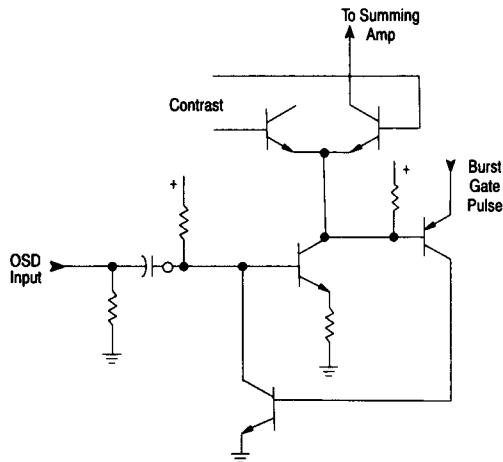 To Summing
Amp
Contrast
+
+
Burst
Gate
Pulse
OSD
Input